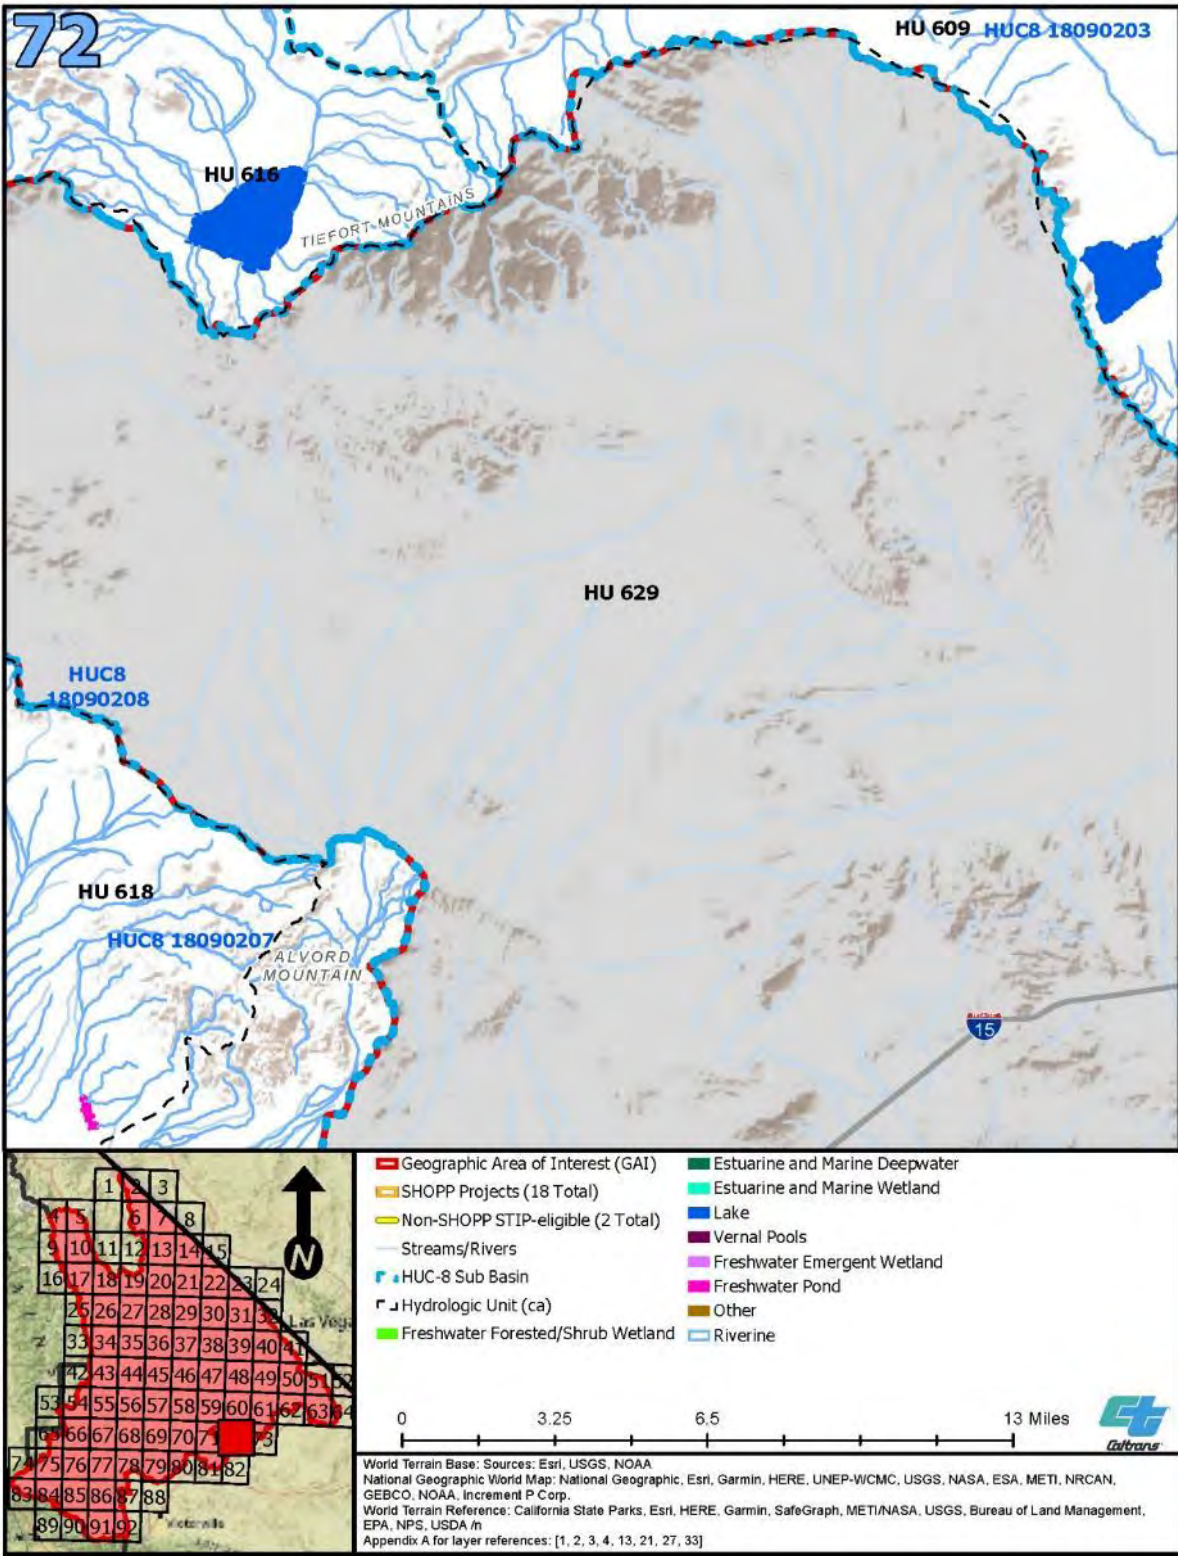 72
HU 609 HUC8 18090203
HU 616
TIEFORT MOUNTAINS
HU 629
HUC8
18090208
HU 618
HUC8 18090207
ALVORD
MOUNTAIN
15
1 2 3
4 5 6 7 8
9 10 11 12 13 14 15
16 17 18 19 20 21 22 23 24
25 26 27 28 29 30 31 32
Las Vega
33 34 35 36 37 38 39 40 41
42 43 44 45 46 47 48 49 50 51 52
53 54 55 56 57 58 59 60 61 62 63 64
65 66 67 68 69 70 71 73
74 75 76 77 78 79 80 81 82
83 84 85 86 87 88
Victorville
89 90 91 92
N
Geographic Area of Interest (GAI)
SHOPP Projects (18 Total)
Non-SHOPP STIP-eligible (2 Total)
Streams/Rivers
HUC-8 Sub Basin
Hydrologic Unit (ca)
Freshwater Forested/Shrub Wetland
Estuarine and Marine Deepwater
Estuarine and Marine Wetland
Lake
Vernal Pools
Freshwater Emergent Wetland
Freshwater Pond
Other
Riverine
0 3.25 6.5 13 Miles
Caltrans
World Terrain Base: Sources: Esri, USGS, NOAA
National Geographic World Map: National Geographic, Esri, Garmin, HERE, UNEP-WCMC, USGS, NASA, ESA, METI, NRCAN,
GEBCO, NOAA, Increment P Corp.
World Terrain Reference: California State Parks, Esri, HERE, Garmin, SafeGraph, METI/NASA, USGS, Bureau of Land Management,
EPA, NPS, USDA /n
Appendix A for layer references: [1, 2, 3, 4, 13, 21, 27, 33]